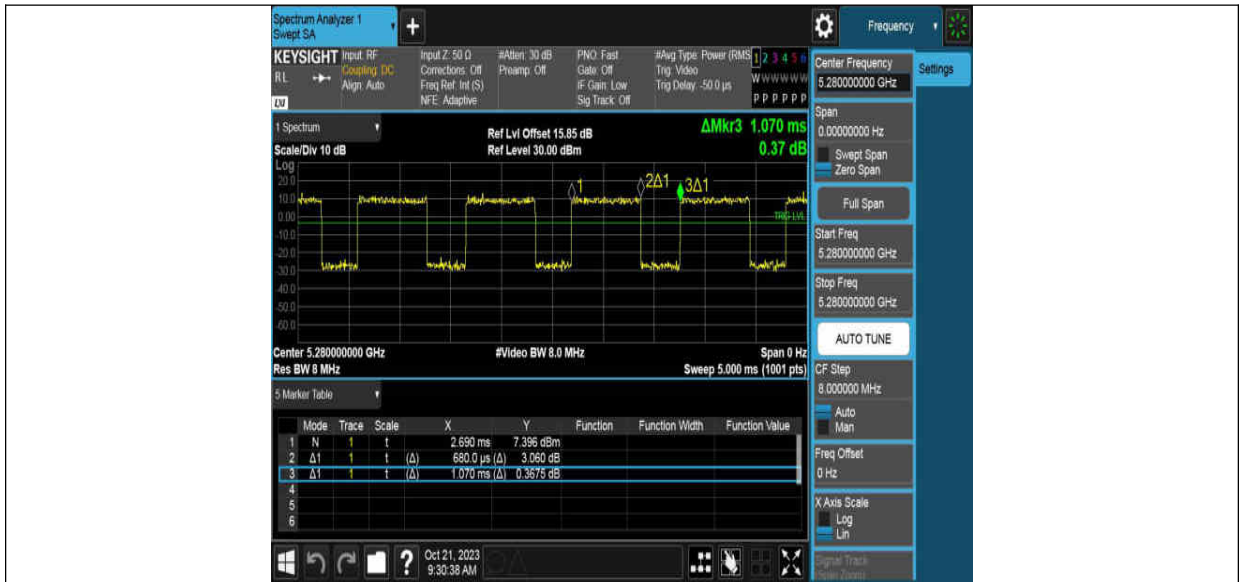 Spectrum Analyzer 1
Swept SA
+
Frequency
KEYSIGHT
RL
LXI
Input: RF
Coupling: DC
Align: Auto
Input Z: 50 Ω
Corrections: Off
Freq Ref: Int (S)
NFE: Adaptive
#Atten: 30 dB
Preamp: Off
PNO: Fast
Gate: Off
IF Gain: Low
Sig Track: Off
#Avg Type: Power (RMS
Trig: Video
Trig Delay: -50.0 µs
1 2 3 4 5 6
W W W W W W
P P P P P P
Center Frequency
5.280000000 GHz
Settings
Span
0.00000000 Hz
Swept Span
Zero Span
Full Span
Start Freq
5.280000000 GHz
Stop Freq
5.280000000 GHz
AUTO TUNE
CF Step
8.000000 MHz
Auto
Man
Freq Offset
0 Hz
X Axis Scale
Log
Lin
Signal Track
(Span Zoom)
1 Spectrum
Scale/Div 10 dB
Ref Lvl Offset 15.85 dB
Ref Level 30.00 dBm
ΔMkr3 1.070 ms
0.37 dB
Log
20.0
10.0
0.00
-10.0
-20.0
-30.0
-40.0
-50.0
-60.0
1
2Δ1
3Δ1
TRIG LVL
Center 5.280000000 GHz
#Video BW 8.0 MHz
Span 0 Hz
Res BW 8 MHz
Sweep 5.000 ms (1001 pts)
5 Marker Table
Mode Trace Scale X Y Function Function Width Function Value
1 N 1 t 2.690 ms 7.396 dBm
2 Δ1 1 t (Δ) 680.0 µs (Δ) 3.060 dB
3 Δ1 1 t (Δ) 1.070 ms (Δ) 0.3675 dB
4
5
6
?
Oct 21, 2023
9:30:38 AM